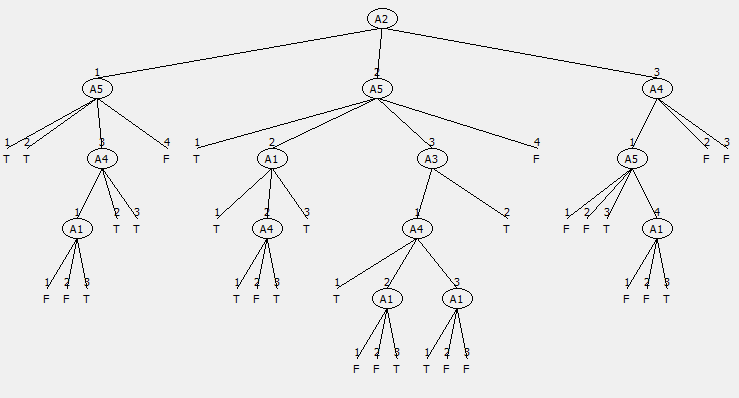 A2
1 2 3
A5 A5 A4
1 2 3 4 1 2 3 4 1 2 3
T T A4 F T A1 A3 F A5 F F
1 2 3 1 2 3 1 2 1 2 3 4
A1 T T T A4 T A4 T F F T A1
1 2 3 1 2 3 1 2 3 1 2 3
F F T T F T T A1 A1 F F T
1 2 3 1 2 3
F F T T F F